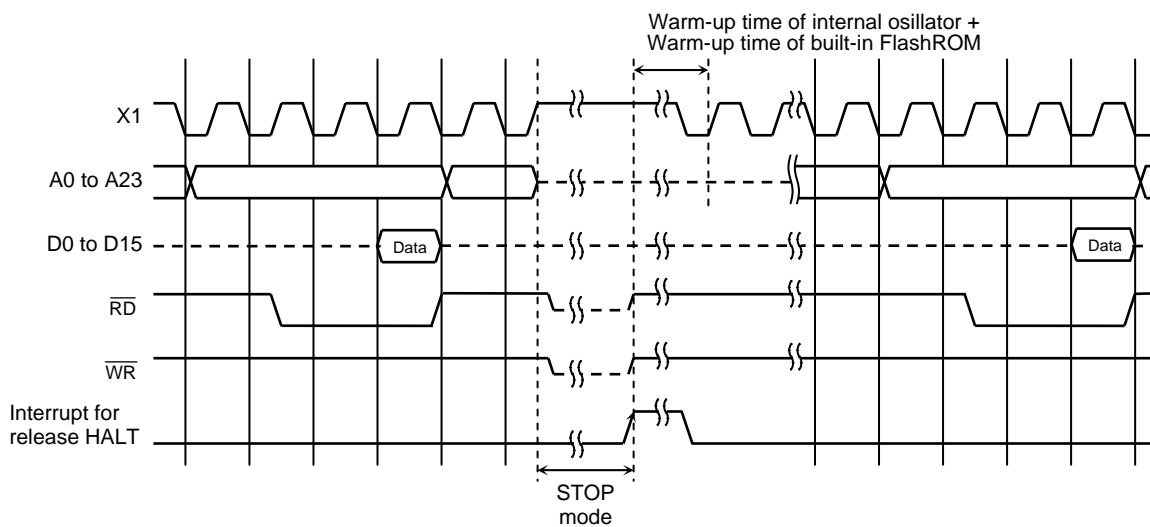 Warm-up time of internal osillator +
Warm-up time of built-in FlashROM
X1
A0 to A23
D0 to D15
Data
Data
RD
WR
Interrupt for
release HALT
STOP
mode